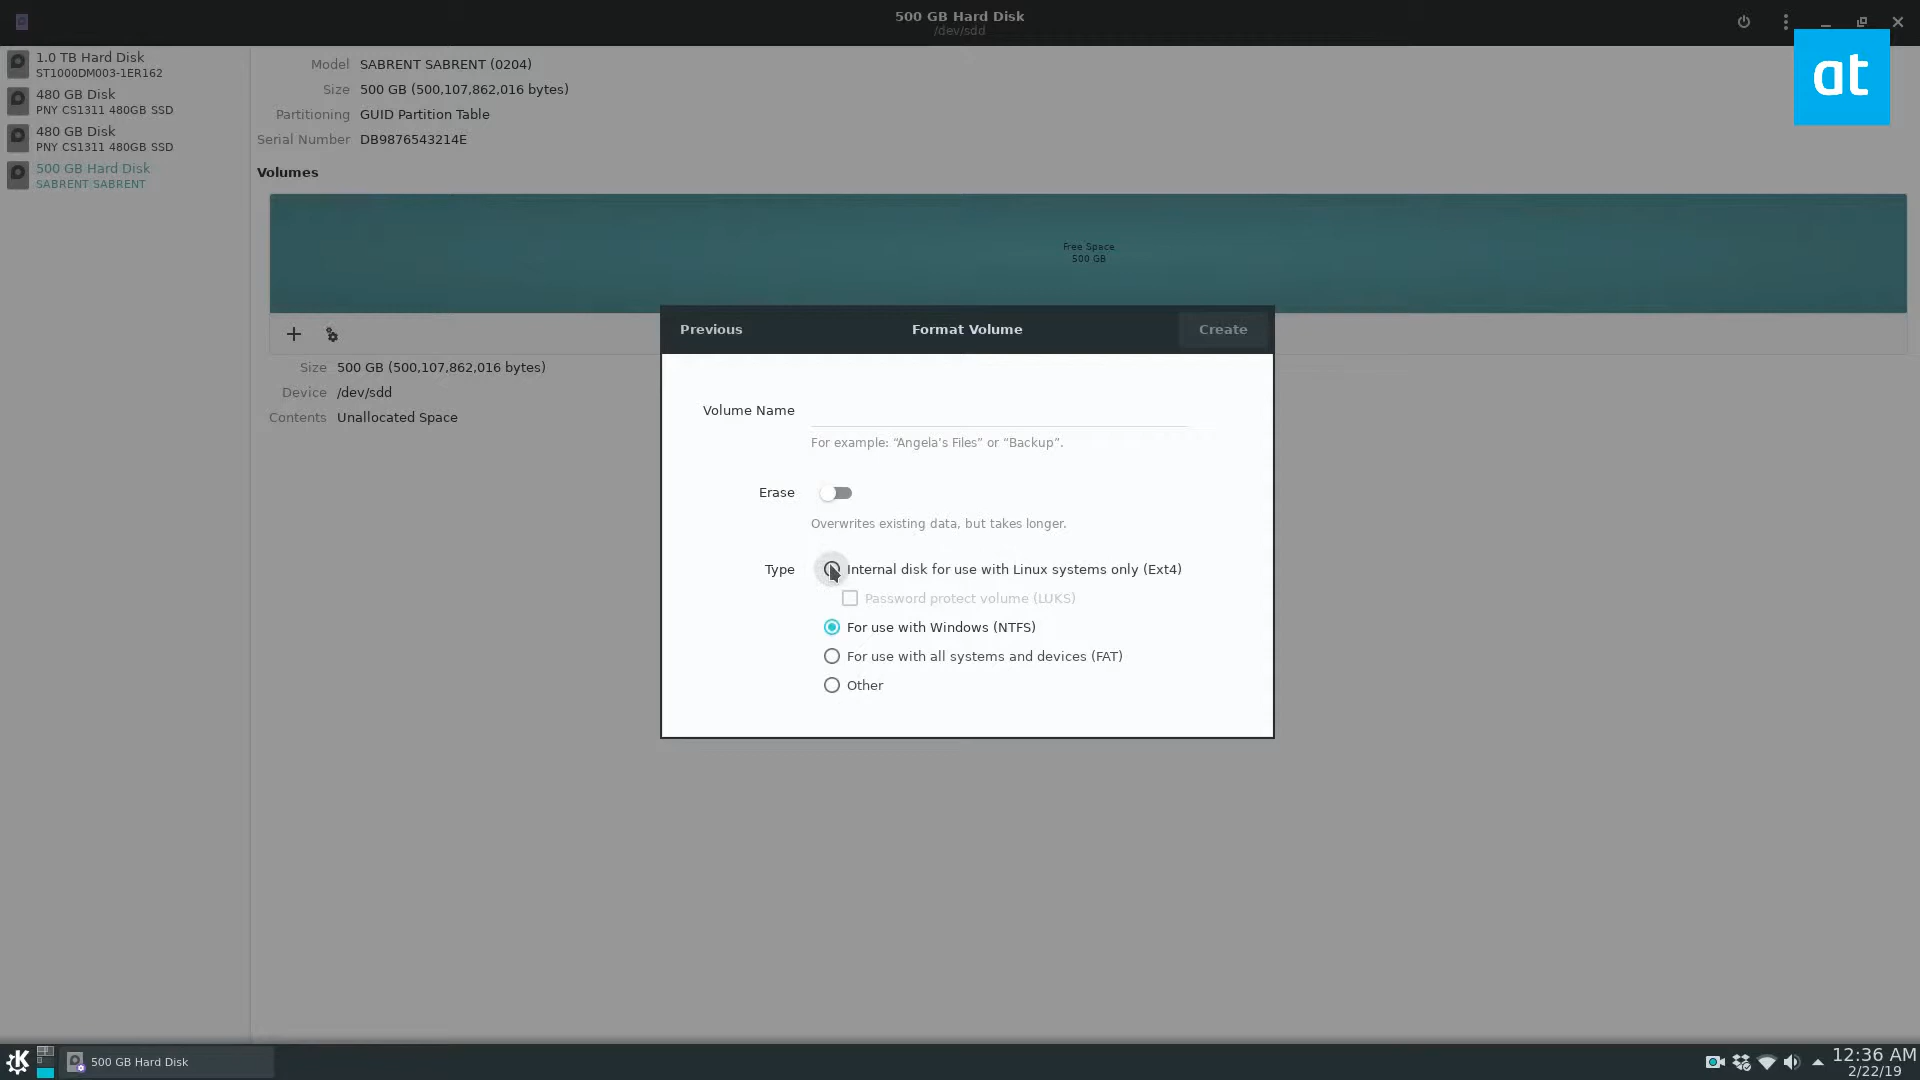 500 GB Hard Disk
/dev/sdd
at
1.0 TB Hard Disk
ST1000DM003-1ER162
480 GB Disk
PNY CS1311 480GB SSD
480 GB Disk
PNY CS1311 480GB SSD
500 GB Hard Disk
SABRENT SABRENT
Model SABRENT SABRENT (0204)
Size 500 GB (500,107,862,016 bytes)
Partitioning GUID Partition Table
Serial Number DB9876543214E
Volumes
Free Space
500 GB
Size 500 GB (500,107,862,016 bytes)
Device /dev/sdd
Contents Unallocated Space
Previous Format Volume Create
Volume Name
For example: “Angela’s Files” or “Backup”.
Erase
Overwrites existing data, but takes longer.
Type Internal disk for use with Linux systems only (Ext4)
Password protect volume (LUKS)
For use with Windows (NTFS)
For use with all systems and devices (FAT)
Other
500 GB Hard Disk
12:36 AM
2/22/19